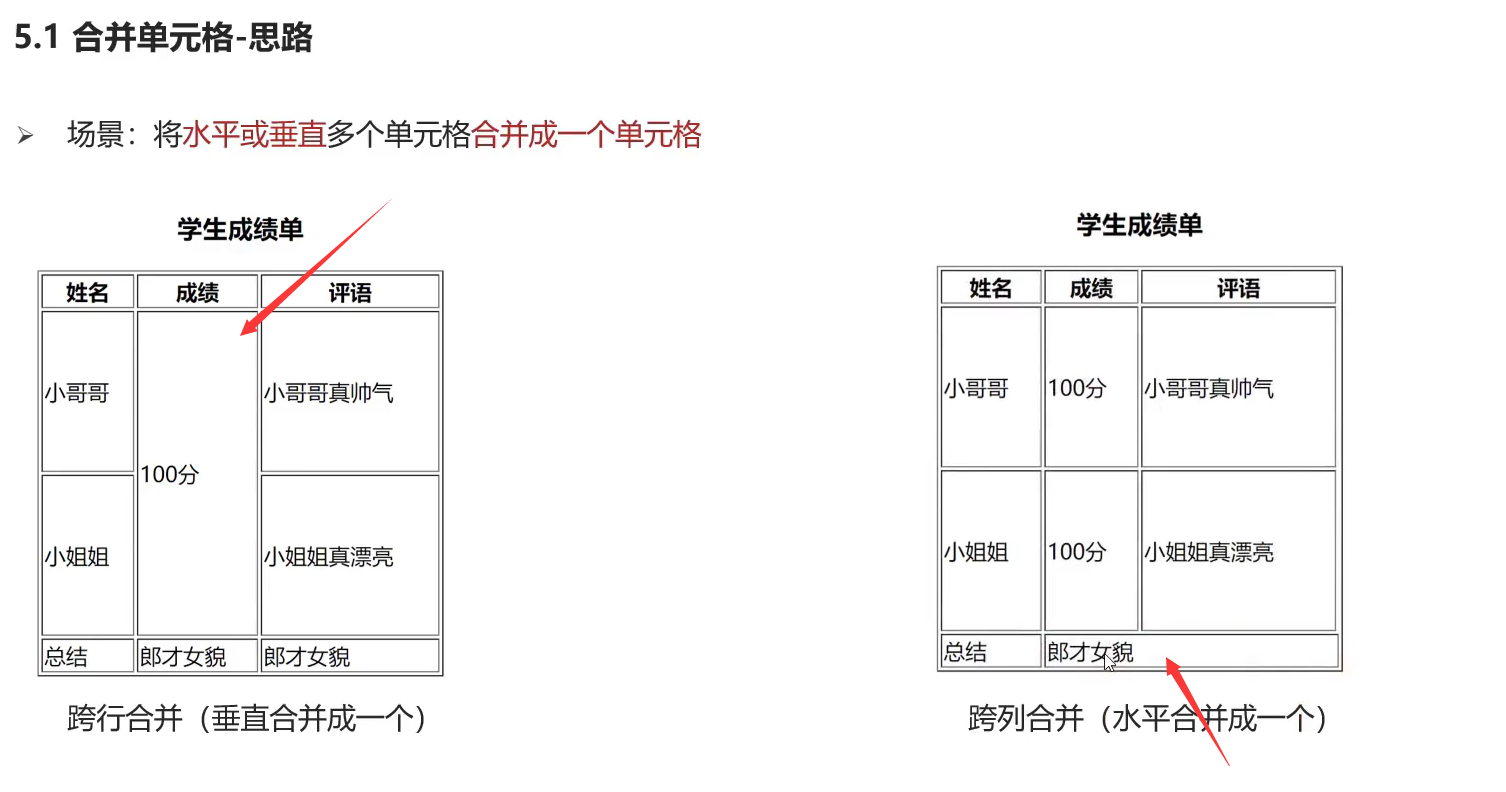 5.1 合并单元格-思路
➢ 场景：将水平或垂直多个单元格合并成一个单元格
学生成绩单
姓名 成绩 评语
小哥哥 100分 小哥哥真帅气
小姐姐 小姐姐真漂亮
总结 郎才女貌 郎才女貌
跨行合并（垂直合并成一个）
学生成绩单
姓名 成绩 评语
小哥哥 100分 小哥哥真帅气
小姐姐 100分 小姐姐真漂亮
总结 郎才女貌
跨列合并（水平合并成一个）